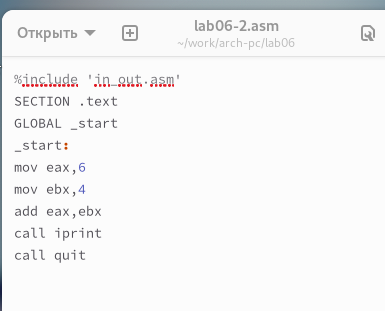 Открыть
lab06-2.asm
~/work/arch-pc/lab06
%include 'in_out.asm'
SECTION .text
GLOBAL _start
_start:
mov eax,6
mov ebx,4
add eax,ebx
call iprint
call quit